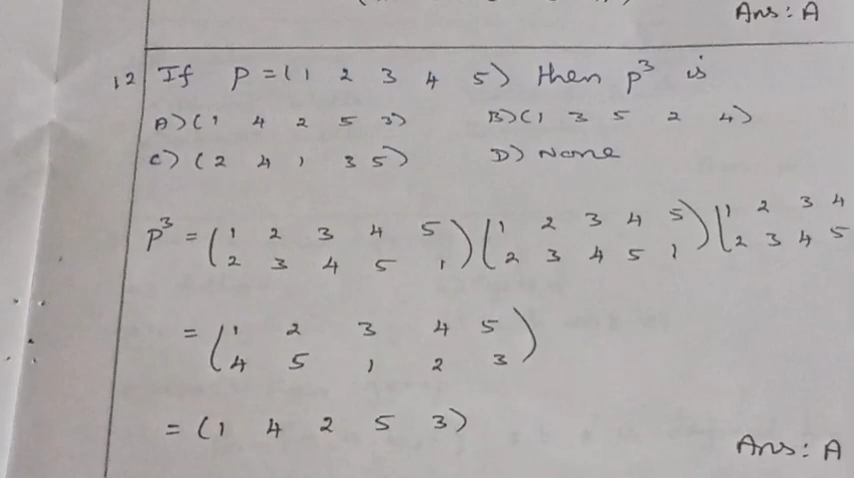 Ans: A
12 If P = (1 2 3 4 5) then P³ is
A) (1 4 2 5 3) B) (1 3 5 2 4)
C) (2 4 1 3 5) D) None
P³ = (1 2 3 4 5) (1 2 3 4 5) (1 2 3 4
2 3 4 5 1 2 3 4 5 1 2 3 4 5
= (1 2 3 4 5)
4 5 1 2 3
= (1 4 2 5 3)
Ans: A